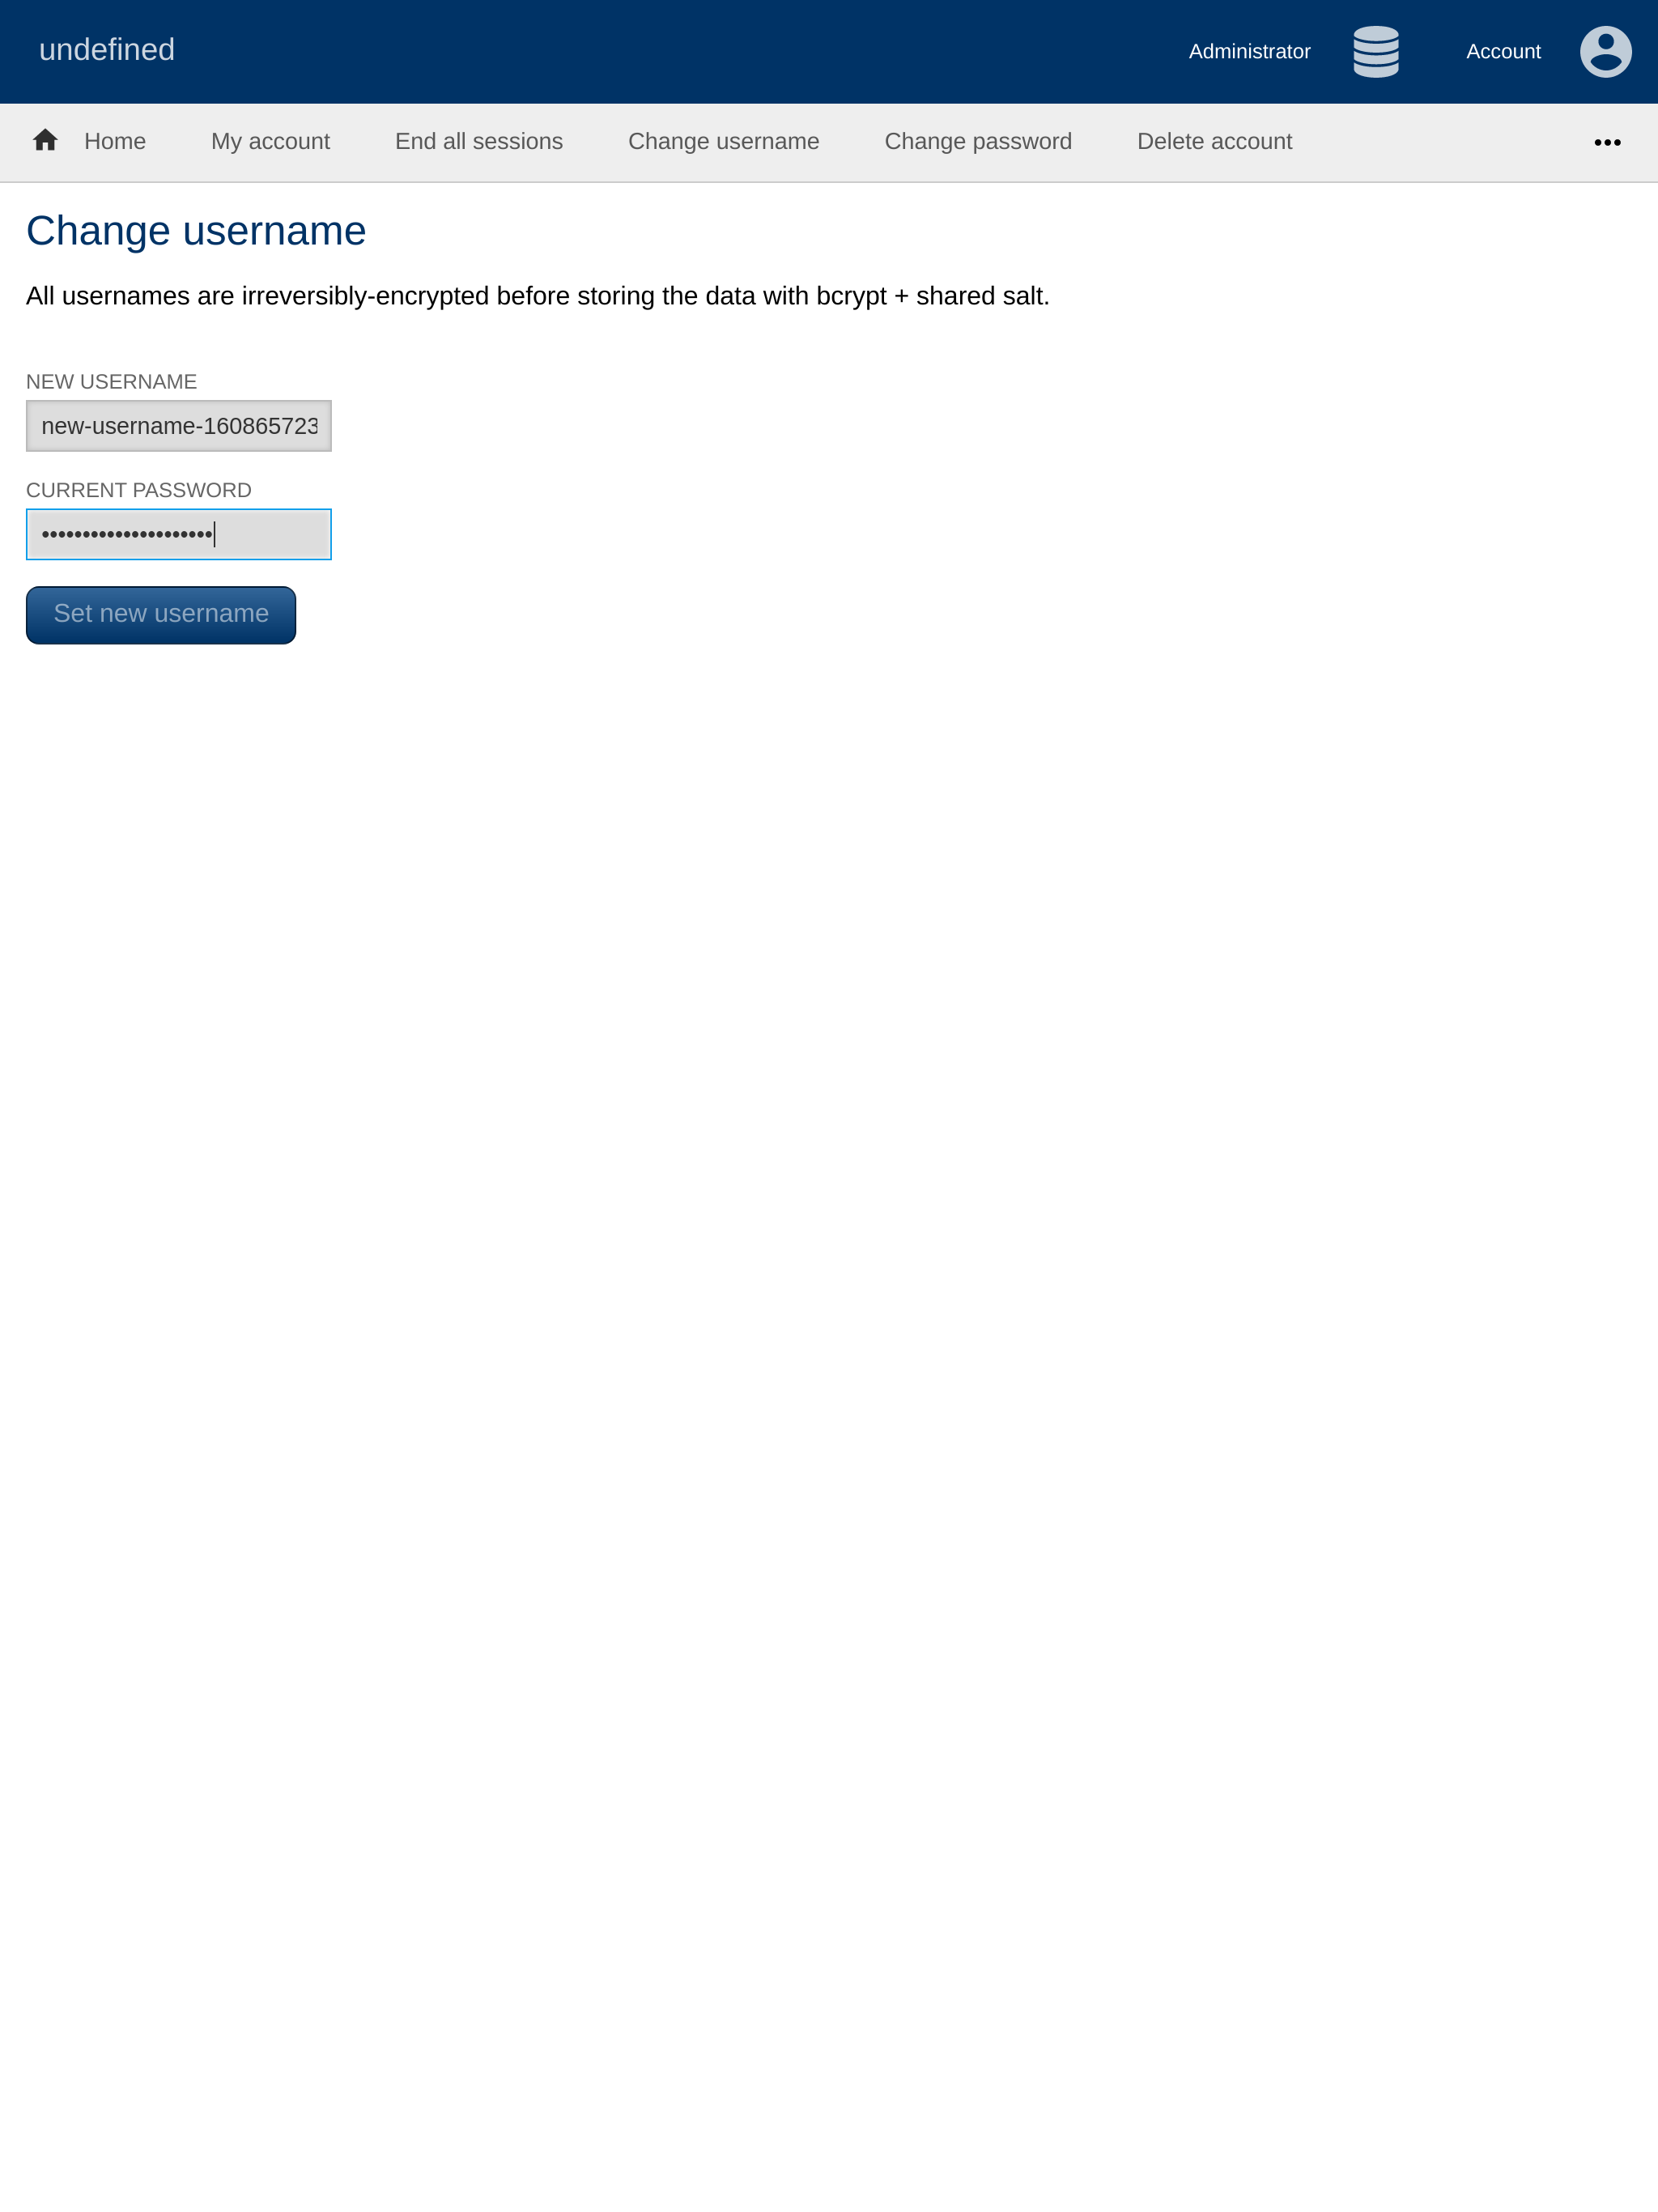 undefined
Administrator
Account
Home
My account
End all sessions
Change username
Change password
Delete account
•••
Change username
All usernames are irreversibly-encrypted before storing the data with bcrypt + shared salt.
NEW USERNAME
new-username-160865723
CURRENT PASSWORD
•••••••••••••••••••••
Set new username